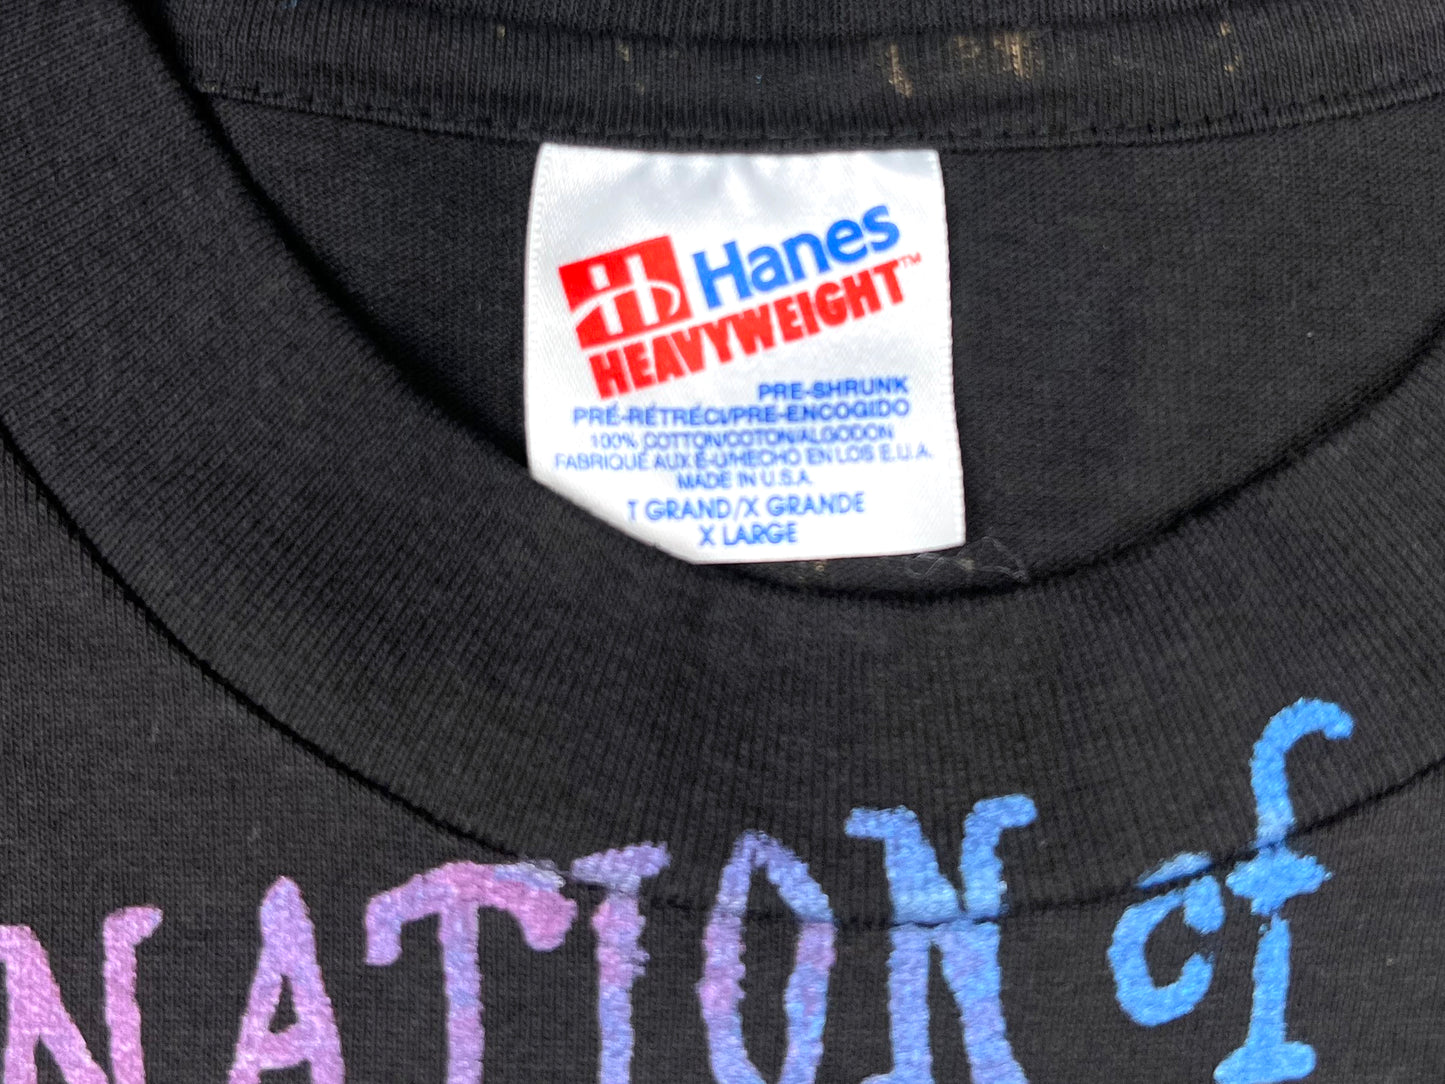 Hanes
HEAVYWEIGHT™
PRE-SHRUNK
PRÉ-RÉTRÉCI/PRE-ENCOGIDO
100% COTTON/COTON/ALGODON
FABRIQUÉ AUX É-U/HECHO EN LOS E.U.A.
MADE IN U.S.A.
T GRAND/X GRANDE
X LARGE
NATION of